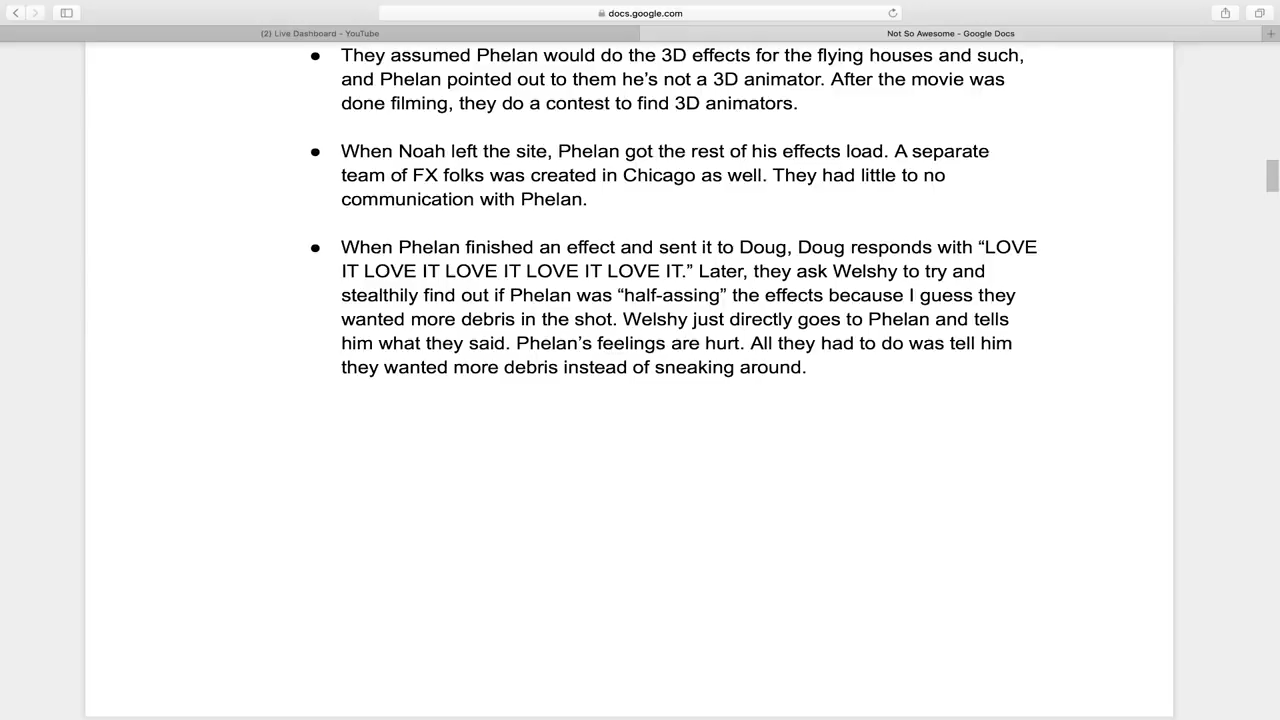 docs.google.com
(2) Live Dashboard - YouTube
Not So Awesome - Google Docs
● They assumed Phelan would do the 3D effects for the flying houses and such,
and Phelan pointed out to them he's not a 3D animator. After the movie was
done filming, they do a contest to find 3D animators.
● When Noah left the site, Phelan got the rest of his effects load. A separate
team of FX folks was created in Chicago as well. They had little to no
communication with Phelan.
● When Phelan finished an effect and sent it to Doug, Doug responds with “LOVE
IT LOVE IT LOVE IT LOVE IT LOVE IT.” Later, they ask Welshy to try and
stealthily find out if Phelan was “half-assing” the effects because I guess they
wanted more debris in the shot. Welshy just directly goes to Phelan and tells
him what they said. Phelan’s feelings are hurt. All they had to do was tell him
they wanted more debris instead of sneaking around.